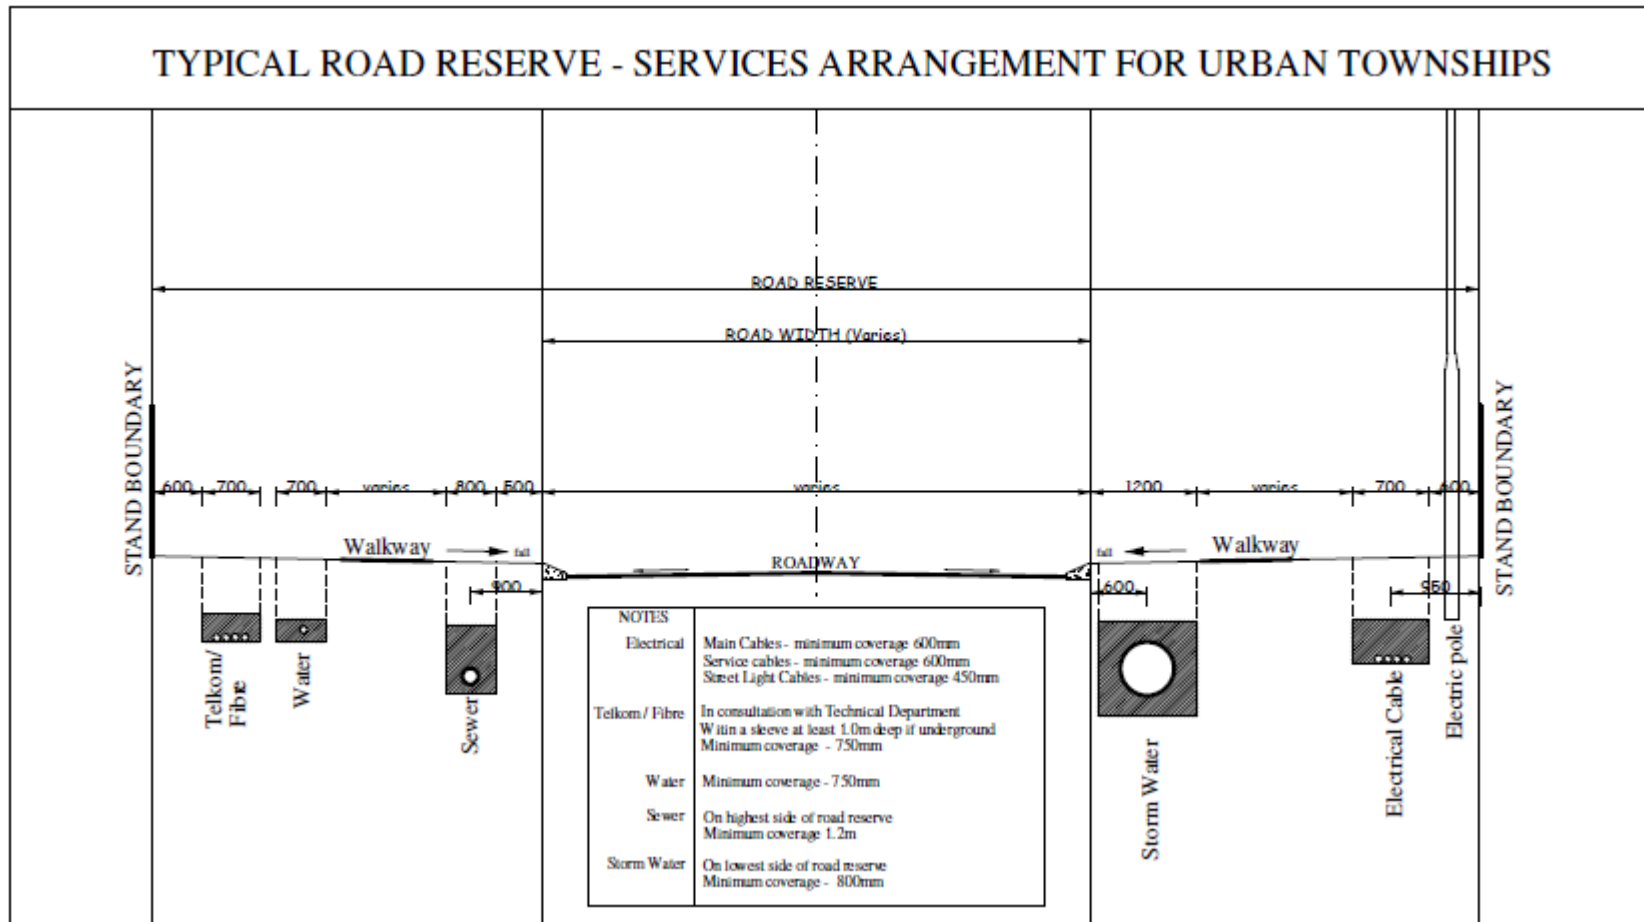 TYPICAL ROAD RESERVE - SERVICES ARRANGEMENT FOR URBAN TOWNSHIPS
ROAD RESERVE
ROAD WIDTH (Varies)
STAND BOUNDARY
STAND BOUNDARY
600 700 700 varies 800 500 varies 1200 varies 700 600
Walkway fall ROADWAY fall Walkway
900 600 950
Telkom/
Fibre
Water
Sewer
Storm Water
Electrical Cable
Electric pole
NOTES
Electrical Main Cables - minimum coverage 600mm
Service cables - minimum coverage 600mm
Street Light Cables - minimum coverage 450mm
Telkom / Fibre In consultation with Technical Department
Witin a sleeve at least 1.0m deep if underground
Minimum coverage - 750mm
Water Minimum coverage - 750mm
Sewer On highest side of road reserve
Minimum coverage 1.2m
Storm Water On lowest side of road reserve
Minimum coverage - 800mm